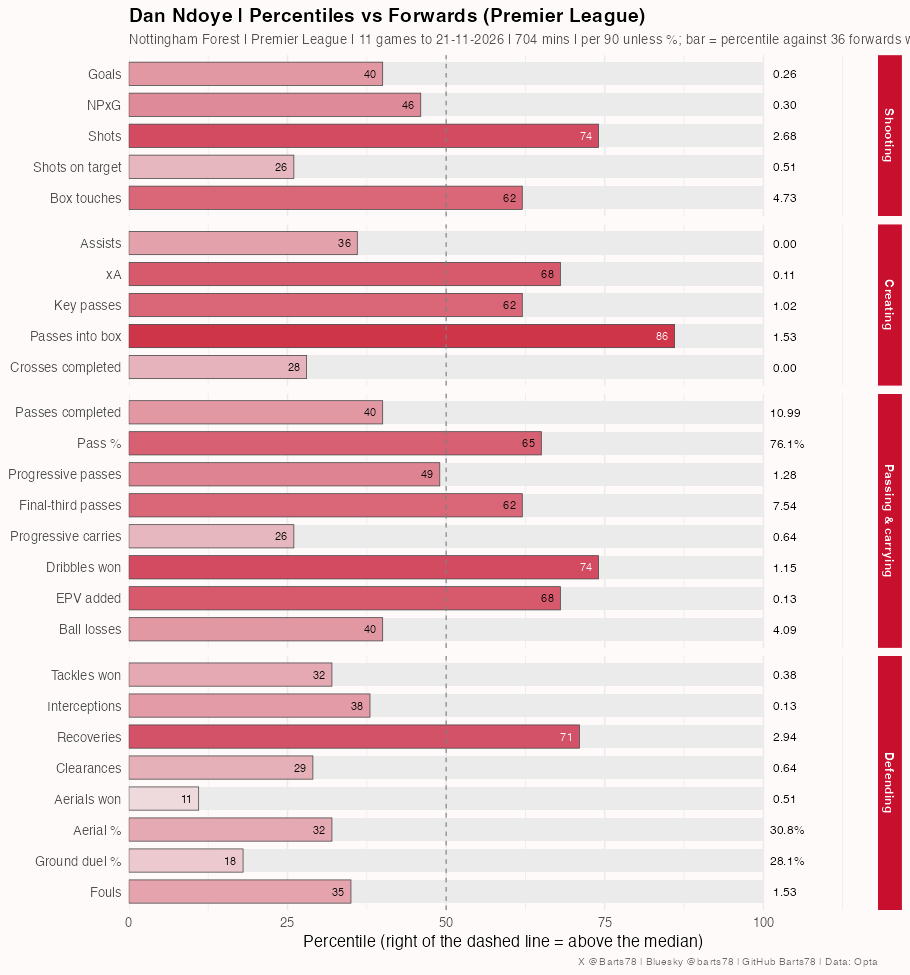 Dan Ndoye | Percentiles vs Forwards (Premier League)
Nottingham Forest | Premier League | 11 games to 21-11-2026 | 704 mins | per 90 unless %; bar = percentile against 36 forwards w
Goals 40 0.26
NPxG 46 0.30
Shots 74 2.68
Shots on target 26 0.51
Box touches 62 4.73
Shooting
Assists 36 0.00
xA 68 0.11
Key passes 62 1.02
Passes into box 86 1.53
Crosses completed 28 0.00
Creating
Passes completed 40 10.99
Pass % 65 76.1%
Progressive passes 49 1.28
Final-third passes 62 7.54
Progressive carries 26 0.64
Dribbles won 74 1.15
EPV added 68 0.13
Ball losses 40 4.09
Passing & carrying
Tackles won 32 0.38
Interceptions 38 0.13
Recoveries 71 2.94
Clearances 29 0.64
Aerials won 11 0.51
Aerial % 32 30.8%
Ground duel % 18 28.1%
Fouls 35 1.53
Defending
0 25 50 75 100
Percentile (right of the dashed line = above the median)
X @Barts78 | Bluesky @barts78 | GitHub Barts78 | Data: Opta